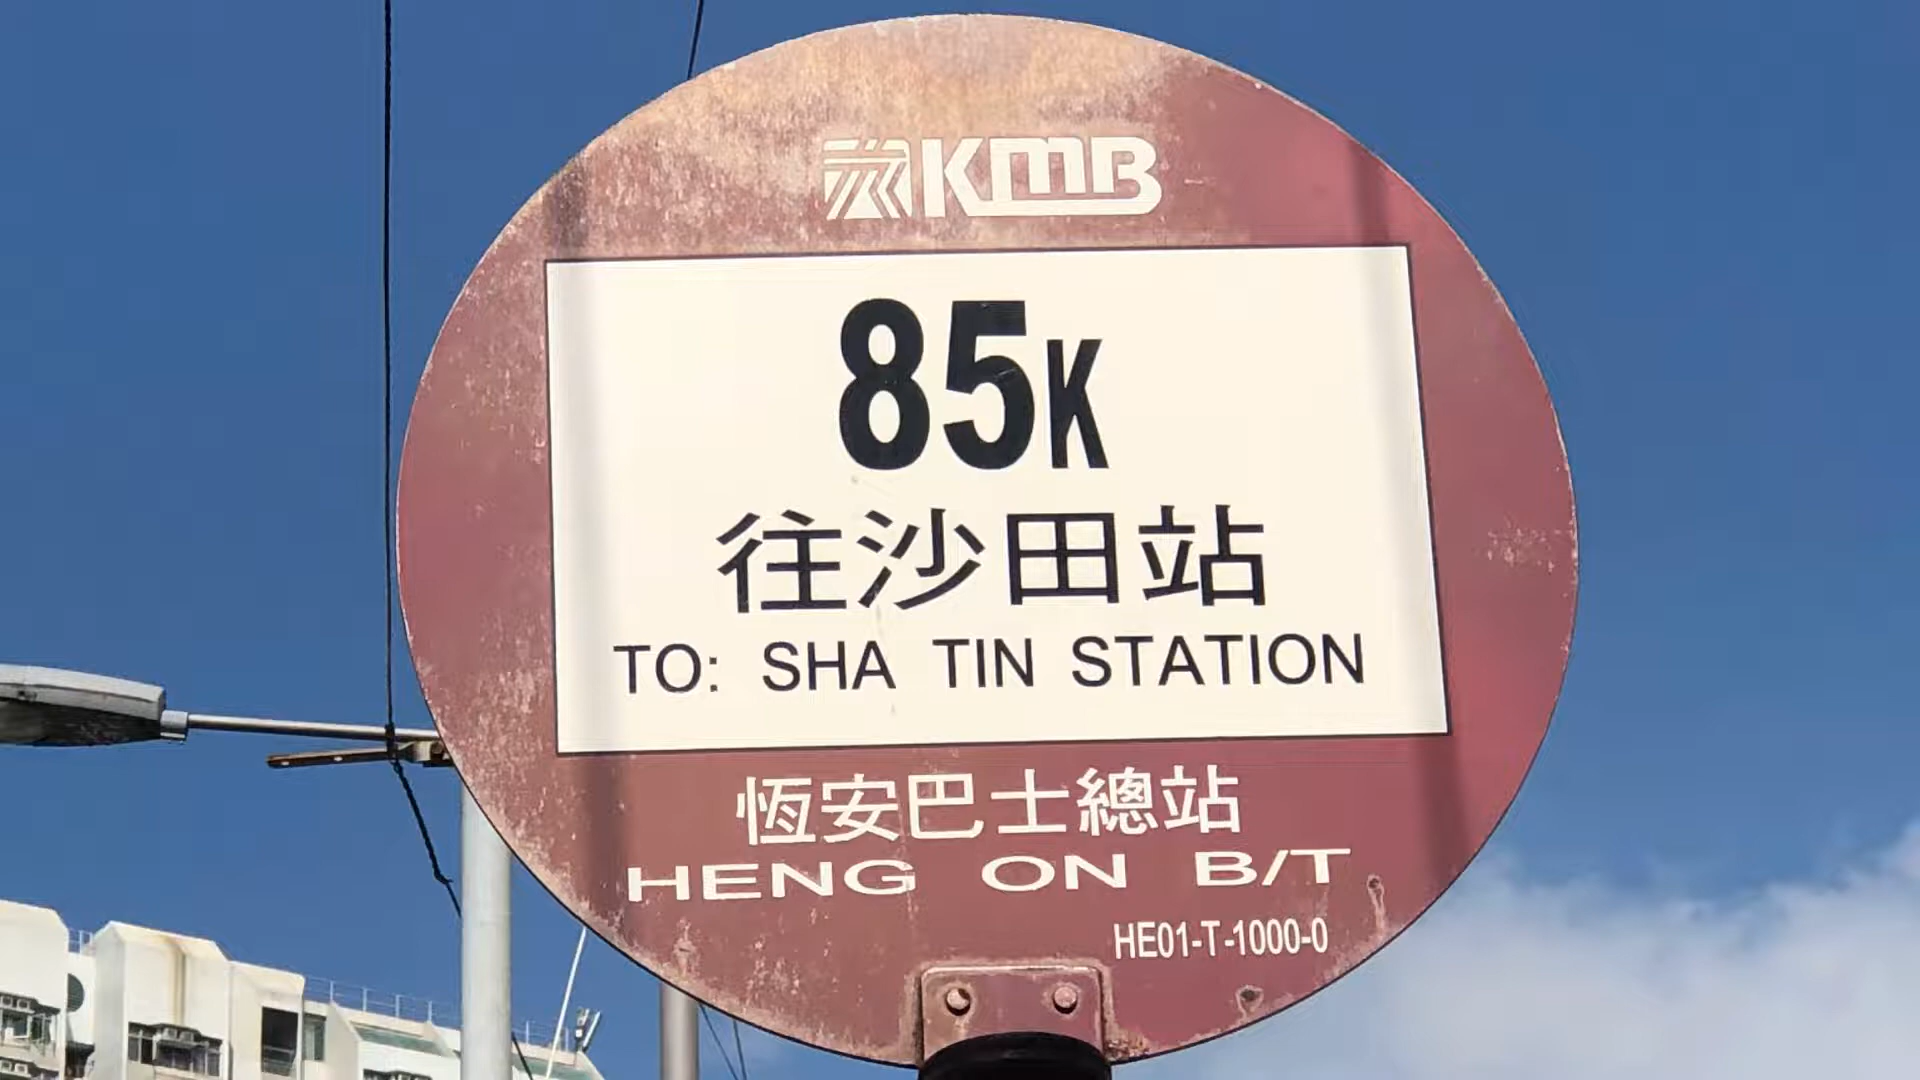 KMB
85K
往沙田站
TO: SHA TIN STATION
恆安巴士總站
HENG ON B/T
HE01-T-1000-0